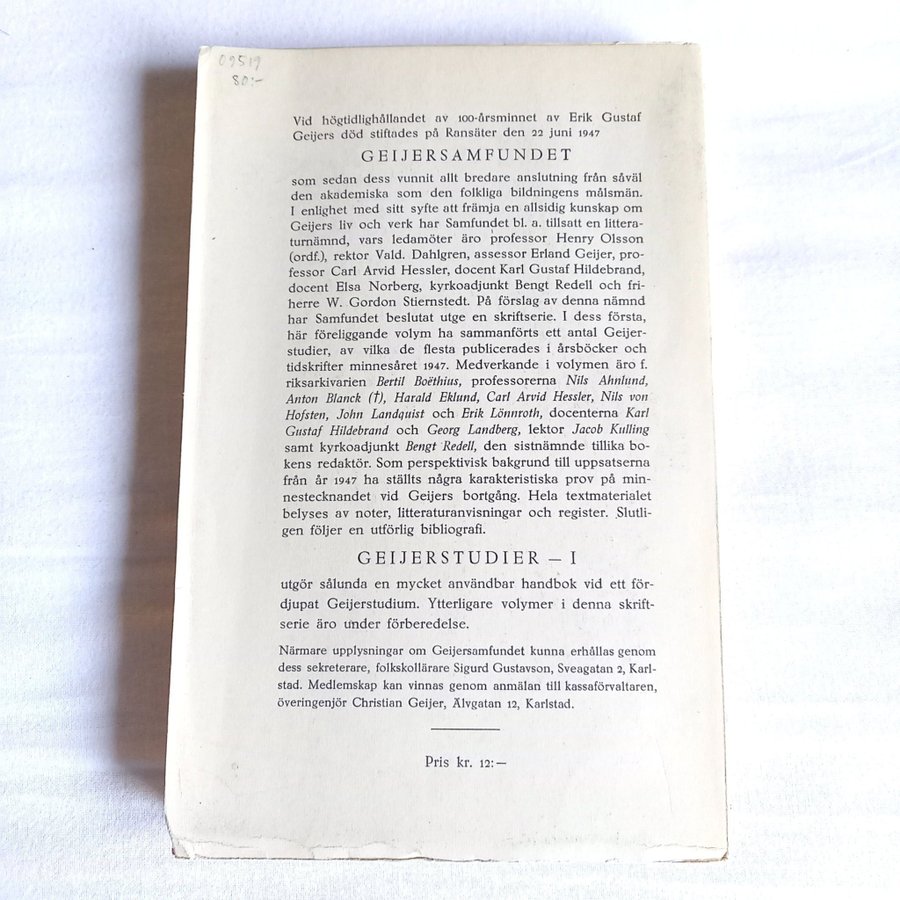 09519
80:-
Vid högtidlighållandet av 100-årsminnet av Erik Gustaf
Geijers död stiftades på Ransäter den 22 juni 1947
GEIJERSAMFUNDET
som sedan dess vunnit allt bredare anslutning från såväl
den akademiska som den folkliga bildningens målsmän.
I enlighet med sitt syfte att främja en allsidig kunskap om
Geijers liv och verk har Samfundet bl. a. tillsatt en littera-
turnämnd, vars ledamöter äro professor Henry Olsson
(ordf.), rektor Vald. Dahlgren, assessor Erland Geijer, pro-
fessor Carl Arvid Hessler, docent Karl Gustaf Hildebrand,
docent Elsa Norberg, kyrkoadjunkt Bengt Redell och fri-
herre W. Gordon Stiernstedt. På förslag av denna nämnd
har Samfundet beslutat utge en skriftserie. I dess första,
här föreliggande volym ha sammanförts ett antal Geijer-
studier, av vilka de flesta publicerades i årsböcker och
tidskrifter minnesåret 1947. Medverkande i volymen äro f.
riksarkivarien Bertil Boëthius, professorerna Nils Ahnlund,
Anton Blanck (†), Harald Eklund, Carl Arvid Hessler, Nils von
Hofsten, John Landquist och Erik Lönnroth, docenterna Karl
Gustaf Hildebrand och Georg Landberg, lektor Jacob Kulling
samt kyrkoadjunkt Bengt Redell, den sistnämnde tillika bo-
kens redaktör. Som perspektivisk bakgrund till uppsatserna
från år 1947 ha ställts några karakteristiska prov på min-
nestecknandet vid Geijers bortgång. Hela textmaterialet
belyses av noter, litteraturanvisningar och register. Slutli-
gen följer en utförlig bibliografi.
GEIJERSTUDIER – I
utgör sålunda en mycket användbar handbok vid ett för-
djupat Geijerstudium. Ytterligare volymer i denna skrift-
serie äro under förberedelse.
Närmare upplysningar om Geijersamfundet kunna erhållas genom
dess sekreterare, folkskollärare Sigurd Gustavson, Sveagatan 2, Karl-
stad. Medlemskap kan vinnas genom anmälan till kassaförvaltaren,
överingenjör Christian Geijer, Älvgatan 12, Karlstad.
Pris kr. 12:—